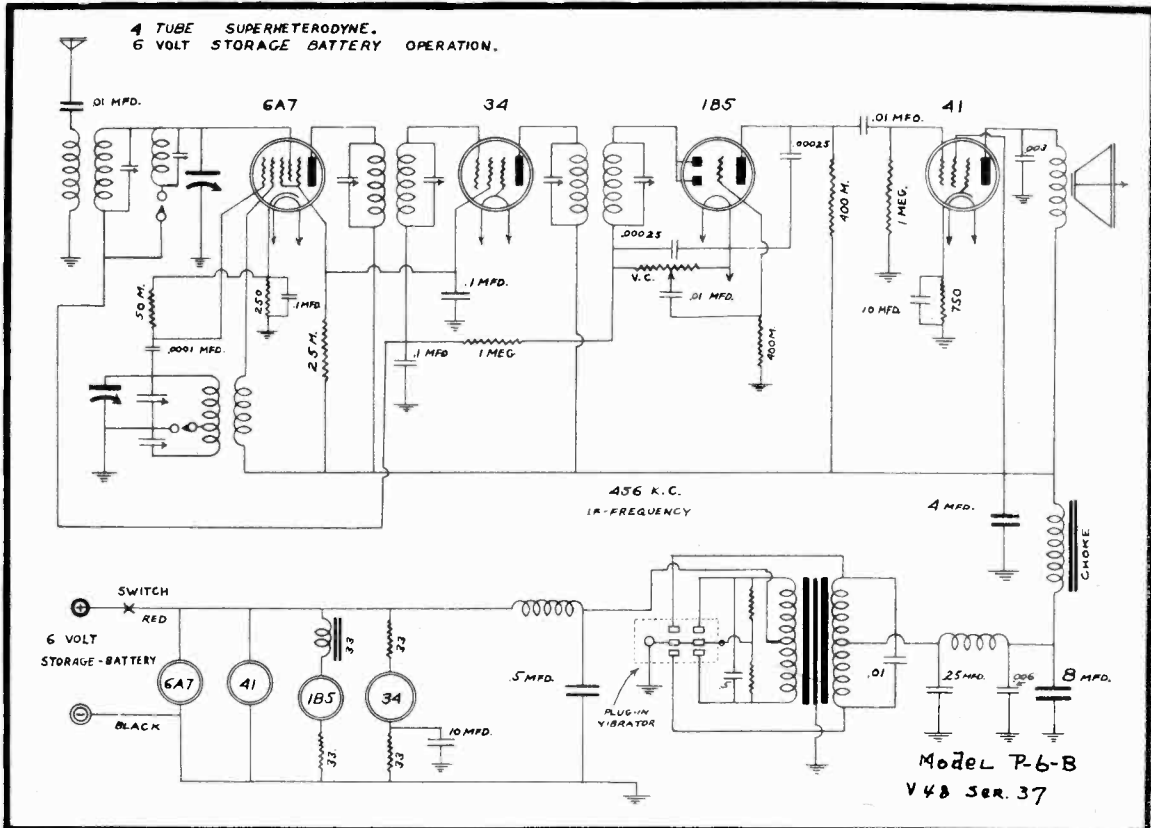 4 TUBE SUPERHETERODYNE.
6 VOLT STORAGE BATTERY OPERATION.
.01 MFD.
6A7
34
1B5
41
.01 MFD.
.00025
.003
400 M.
1 MEG.
.00025
V.C.
.01 MFD.
50 M.
250
.1 MFD.
.1 MFD.
10 MFD.
750
.0001 MFD.
25 M.
.1 MFD
1 MEG.
400 M.
456 K.C.
IF-FREQUENCY
4 MFD.
CHOKE
SWITCH
RED
6 VOLT
STORAGE-BATTERY
33
33
6A7
41
1B5
34
.5 MFD.
.01
.25 MFD.
.006
8 MFD.
PLUG-IN
VIBRATOR
BLACK
33
33
10 MFD.
Model P-6-B
V48 SER. 37